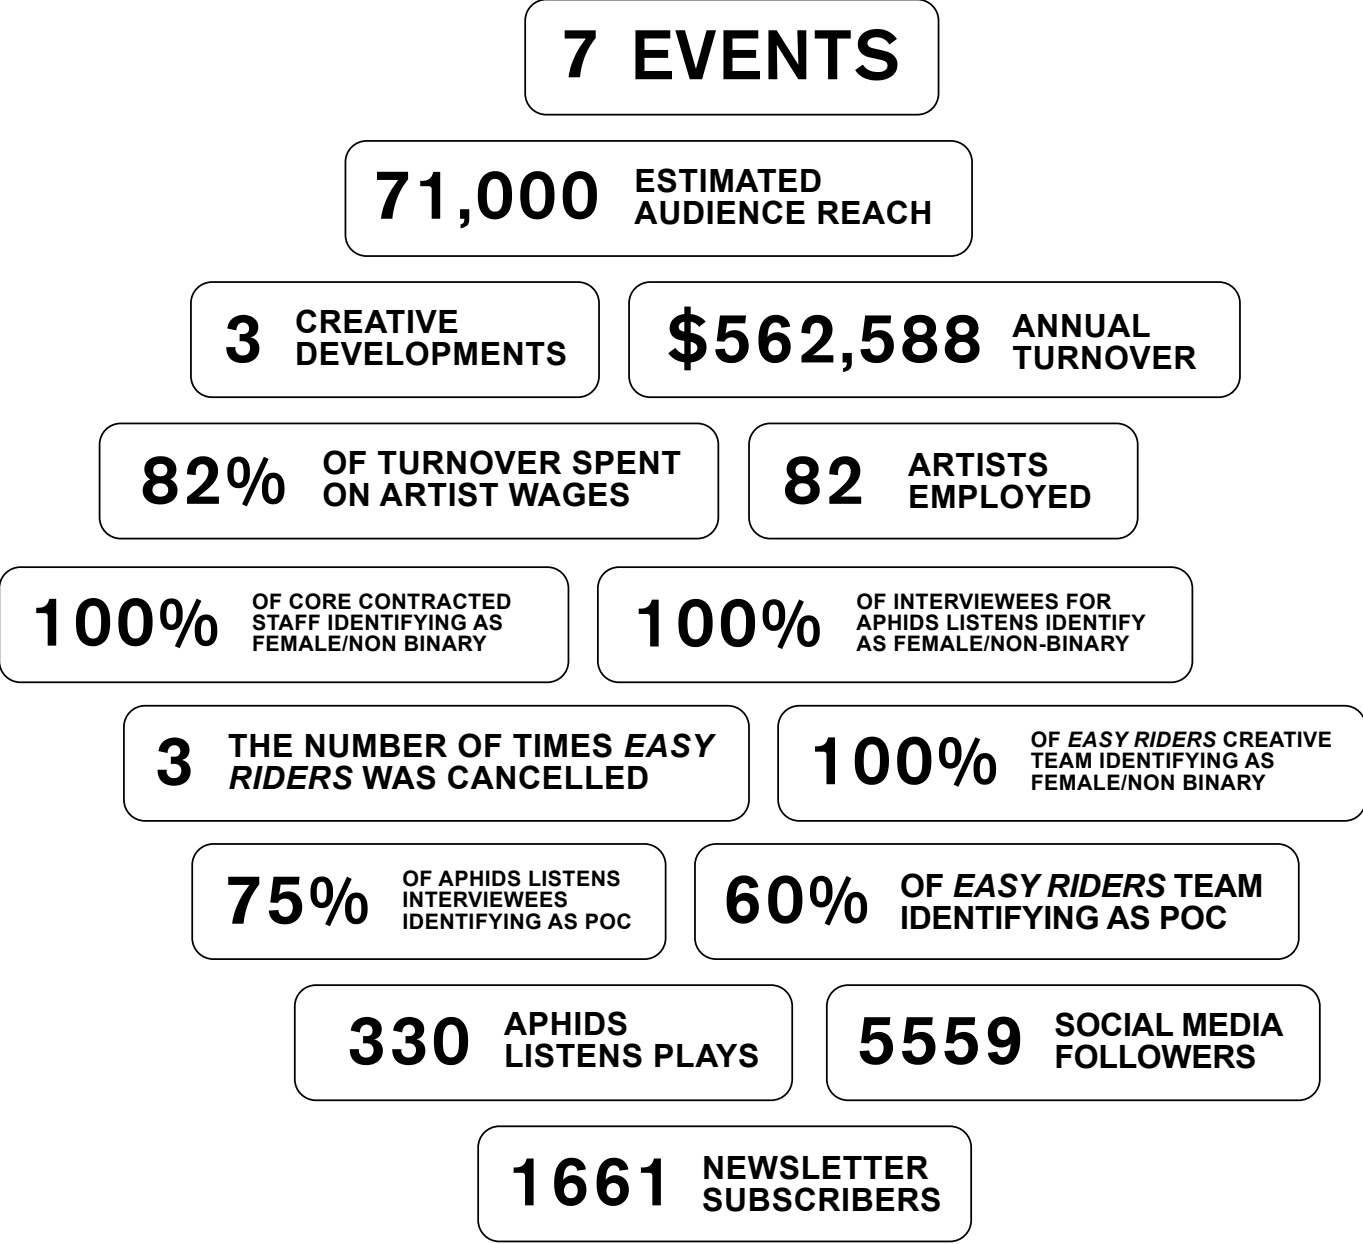 7 EVENTS
71,000 ESTIMATED
AUDIENCE REACH
3 CREATIVE
DEVELOPMENTS
$562,588 ANNUAL
TURNOVER
82% OF TURNOVER SPENT
ON ARTIST WAGES
82 ARTISTS
EMPLOYED
100% OF CORE CONTRACTED
STAFF IDENTIFYING AS
FEMALE/NON BINARY
100% OF INTERVIEWEES FOR
APHIDS LISTENS IDENTIFY
AS FEMALE/NON-BINARY
3 THE NUMBER OF TIMES EASY
RIDERS WAS CANCELLED
100% OF EASY RIDERS CREATIVE
TEAM IDENTIFYING AS
FEMALE/NON BINARY
75% OF APHIDS LISTENS
INTERVIEWEES
IDENTIFYING AS POC
60% OF EASY RIDERS TEAM
IDENTIFYING AS POC
330 APHIDS
LISTENS PLAYS
5559 SOCIAL MEDIA
FOLLOWERS
1661 NEWSLETTER
SUBSCRIBERS